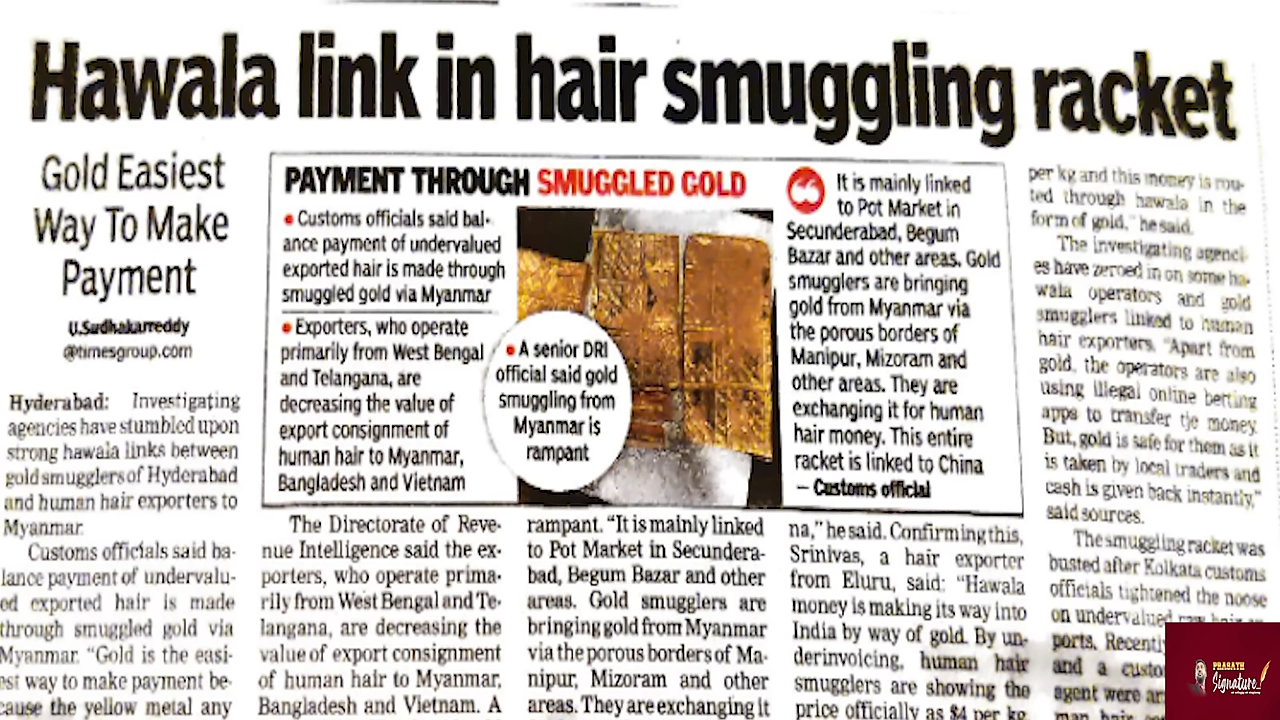 Hawala link in hair smuggling racket
Gold Easiest
Way To Make
Payment
U.Sudhakarreddy
@timesgroup.com
Hyderabad: Investigating
agencies have stumbled upon
strong hawala links between
gold smugglers of Hyderabad
and human hair exporters to
Myanmar.
Customs officials said ba-
lance payment of undervalu-
ed exported hair is made
through smuggled gold via
Myanmar. “Gold is the easi-
est way to make payment be-
cause the yellow metal any
PAYMENT THROUGH SMUGGLED GOLD
• Customs officials said bal-
ance payment of undervalued
exported hair is made through
smuggled gold via Myanmar
• Exporters, who operate
primarily from West Bengal
and Telangana, are
decreasing the value of
export consignment of
human hair to Myanmar,
Bangladesh and Vietnam
• A senior DRI
official said gold
smuggling from
Myanmar is
rampant
It is mainly linked
to Pot Market in
Secunderabad, Begum
Bazar and other areas. Gold
smugglers are bringing
gold from Myanmar via
the porous borders of
Manipur, Mizoram and
other areas. They are
exchanging it for human
hair money. This entire
racket is linked to China
— Customs official
The Directorate of Reve-
nue Intelligence said the ex-
porters, who operate prima-
rily from West Bengal and Te-
langana, are decreasing the
value of export consignment
of human hair to Myanmar,
Bangladesh and Vietnam. A
rampant. “It is mainly linked
to Pot Market in Secundera-
bad, Begum Bazar and other
areas. Gold smugglers are
bringing gold from Myanmar
via the porous borders of Ma-
nipur, Mizoram and other
areas. They are exchanging it
na,” he said. Confirming this,
Srinivas, a hair exporter
from Eluru, said: “Hawala
money is making its way into
India by way of gold. By un-
derinvoicing, human hair
smugglers are showing the
price officially as $4 per kg
per kg and this money is rou-
ted through hawala in the
form of gold,” he said.
The investigating agenci-
es have zeroed in on some ha-
wala operators and gold
smugglers linked to human
hair exporters. “Apart from
gold, the operators are also
using illegal online betting
apps to transfer tje money.
But, gold is safe for them as it
is taken by local traders and
cash is given back instantly,”
said sources.
The smuggling racket was
busted after Kolkata customs
officials tightened the noose
on undervalued raw hair
ports. Recent
and a custo
agent were ar
man hair
PRASATH
Signature